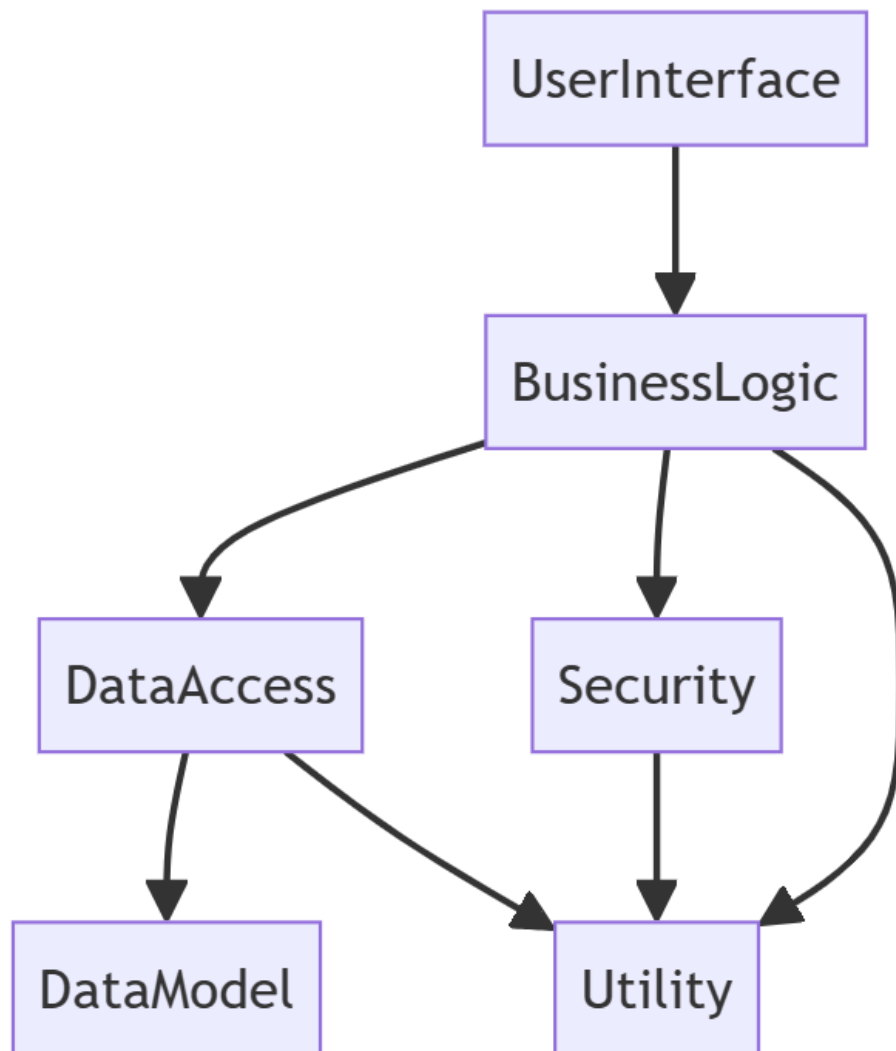 UserInterface
BusinessLogic
DataAccess
Security
DataModel
Utility